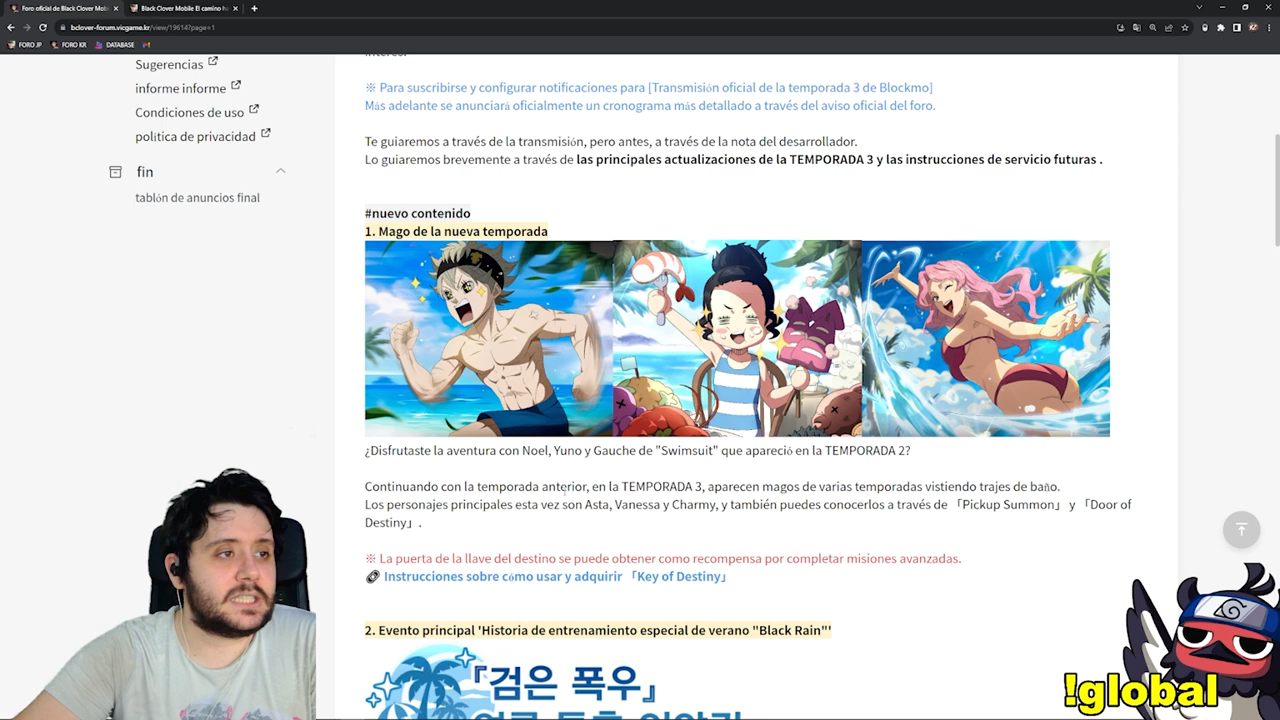 Foro oficial de Black Clover Mobile
Black Clover Mobile El camino h
bclover-forum.vicgame.kr/view/19614?page=1
FORO JP
FORO KR
DATABASE
Sugerencias
informe informe
Condiciones de uso
política de privacidad
fin
tablón de anuncios final
※ Para suscribirse y configurar notificaciones para [Transmisión oficial de la temporada 3 de Blockmo]
Más adelante se anunciará oficialmente un cronograma más detallado a través del aviso oficial del foro.
Te guiaremos a través de la transmisión, pero antes, a través de la nota del desarrollador.
Lo guiaremos brevemente a través de las principales actualizaciones de la TEMPORADA 3 y las instrucciones de servicio futuras .
#nuevo contenido
1. Mago de la nueva temporada
¿Disfrutaste la aventura con Noel, Yuno y Gauche de "Swimsuit" que apareció en la TEMPORADA 2?
Continuando con la temporada anterior, en la TEMPORADA 3, aparecen magos de varias temporadas vistiendo trajes de baño.
Los personajes principales esta vez son Asta, Vanessa y Charmy, y también puedes conocerlos a través de 「Pickup Summon」 y 「Door of
Destiny」.
※ La puerta de la llave del destino se puede obtener como recompensa por completar misiones avanzadas.
Instrucciones sobre cómo usar y adquirir 「Key of Destiny」
2. Evento principal 'Historia de entrenamiento especial de verano "Black Rain"'
『검은 폭우』
!global